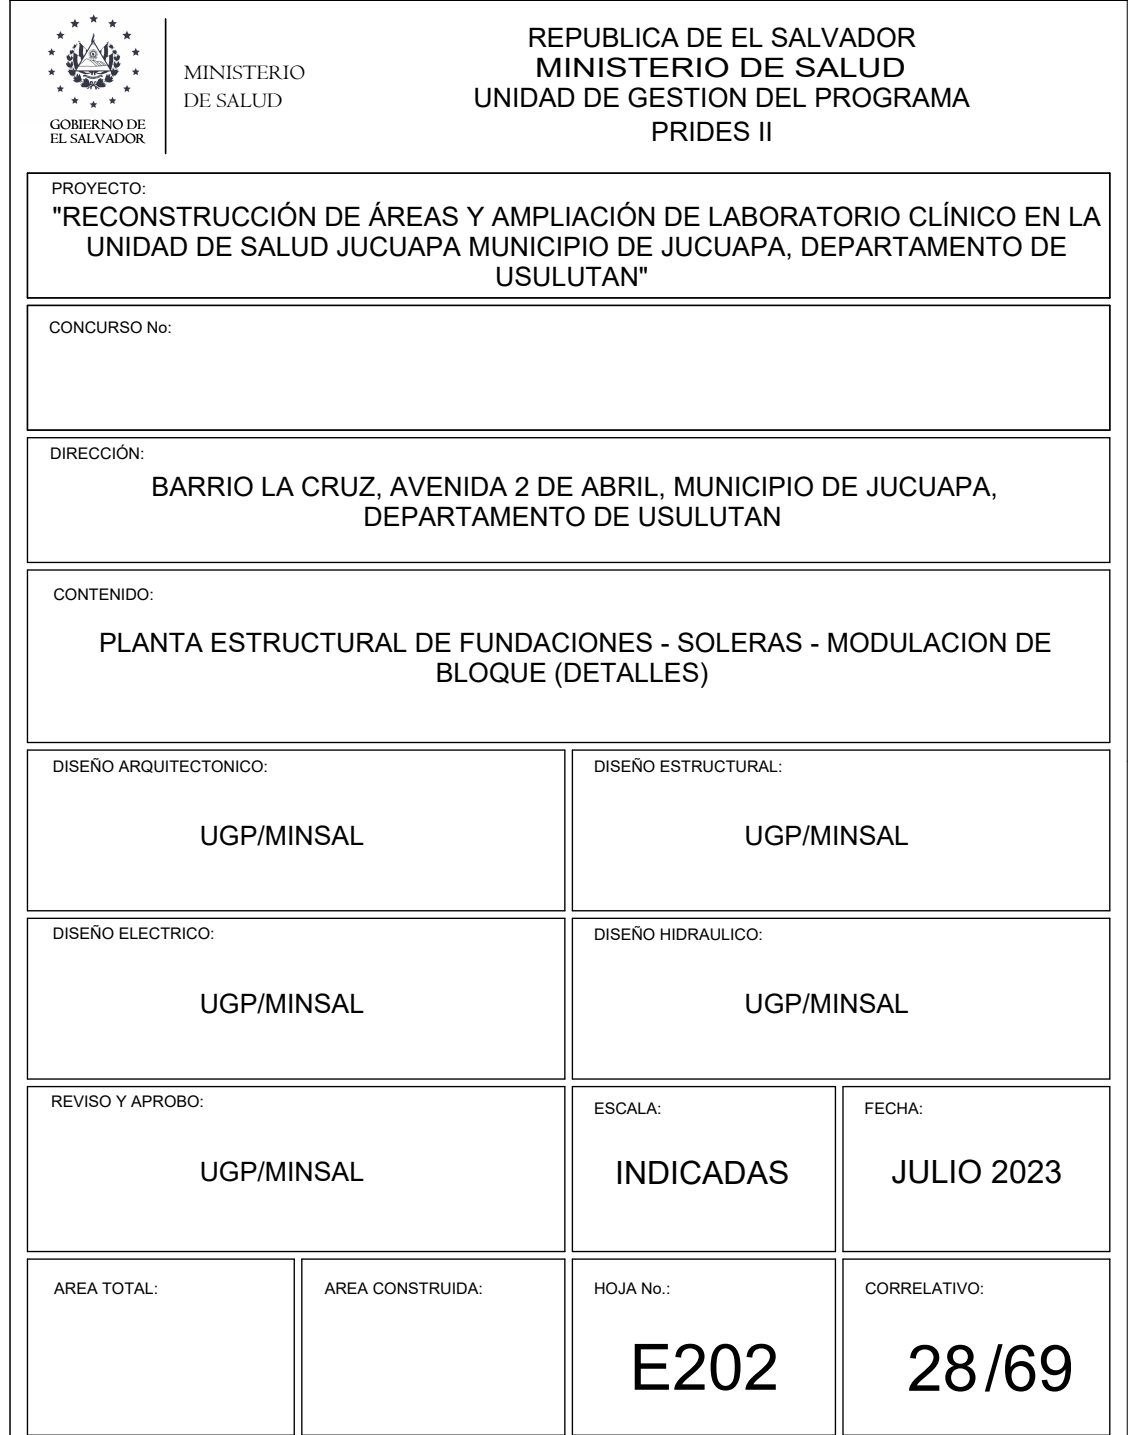 GOBIERNO DE
EL SALVADOR
MINISTERIO
DE SALUD
REPUBLICA DE EL SALVADOR
MINISTERIO DE SALUD
UNIDAD DE GESTION DEL PROGRAMA
PRIDES II
PROYECTO:
"RECONSTRUCCIÓN DE ÁREAS Y AMPLIACIÓN DE LABORATORIO CLÍNICO EN LA
UNIDAD DE SALUD JUCUAPA MUNICIPIO DE JUCUAPA, DEPARTAMENTO DE
USULUTAN"
CONCURSO No:
DIRECCIÓN:
BARRIO LA CRUZ, AVENIDA 2 DE ABRIL, MUNICIPIO DE JUCUAPA,
DEPARTAMENTO DE USULUTAN
CONTENIDO:
PLANTA ESTRUCTURAL DE FUNDACIONES - SOLERAS - MODULACION DE
BLOQUE (DETALLES)
DISEÑO ARQUITECTONICO:
UGP/MINSAL
DISEÑO ESTRUCTURAL:
UGP/MINSAL
DISEÑO ELECTRICO:
UGP/MINSAL
DISEÑO HIDRAULICO:
UGP/MINSAL
REVISO Y APROBO:
UGP/MINSAL
ESCALA:
INDICADAS
FECHA:
JULIO 2023
AREA TOTAL:
AREA CONSTRUIDA:
HOJA No.:
E202
CORRELATIVO:
28/69